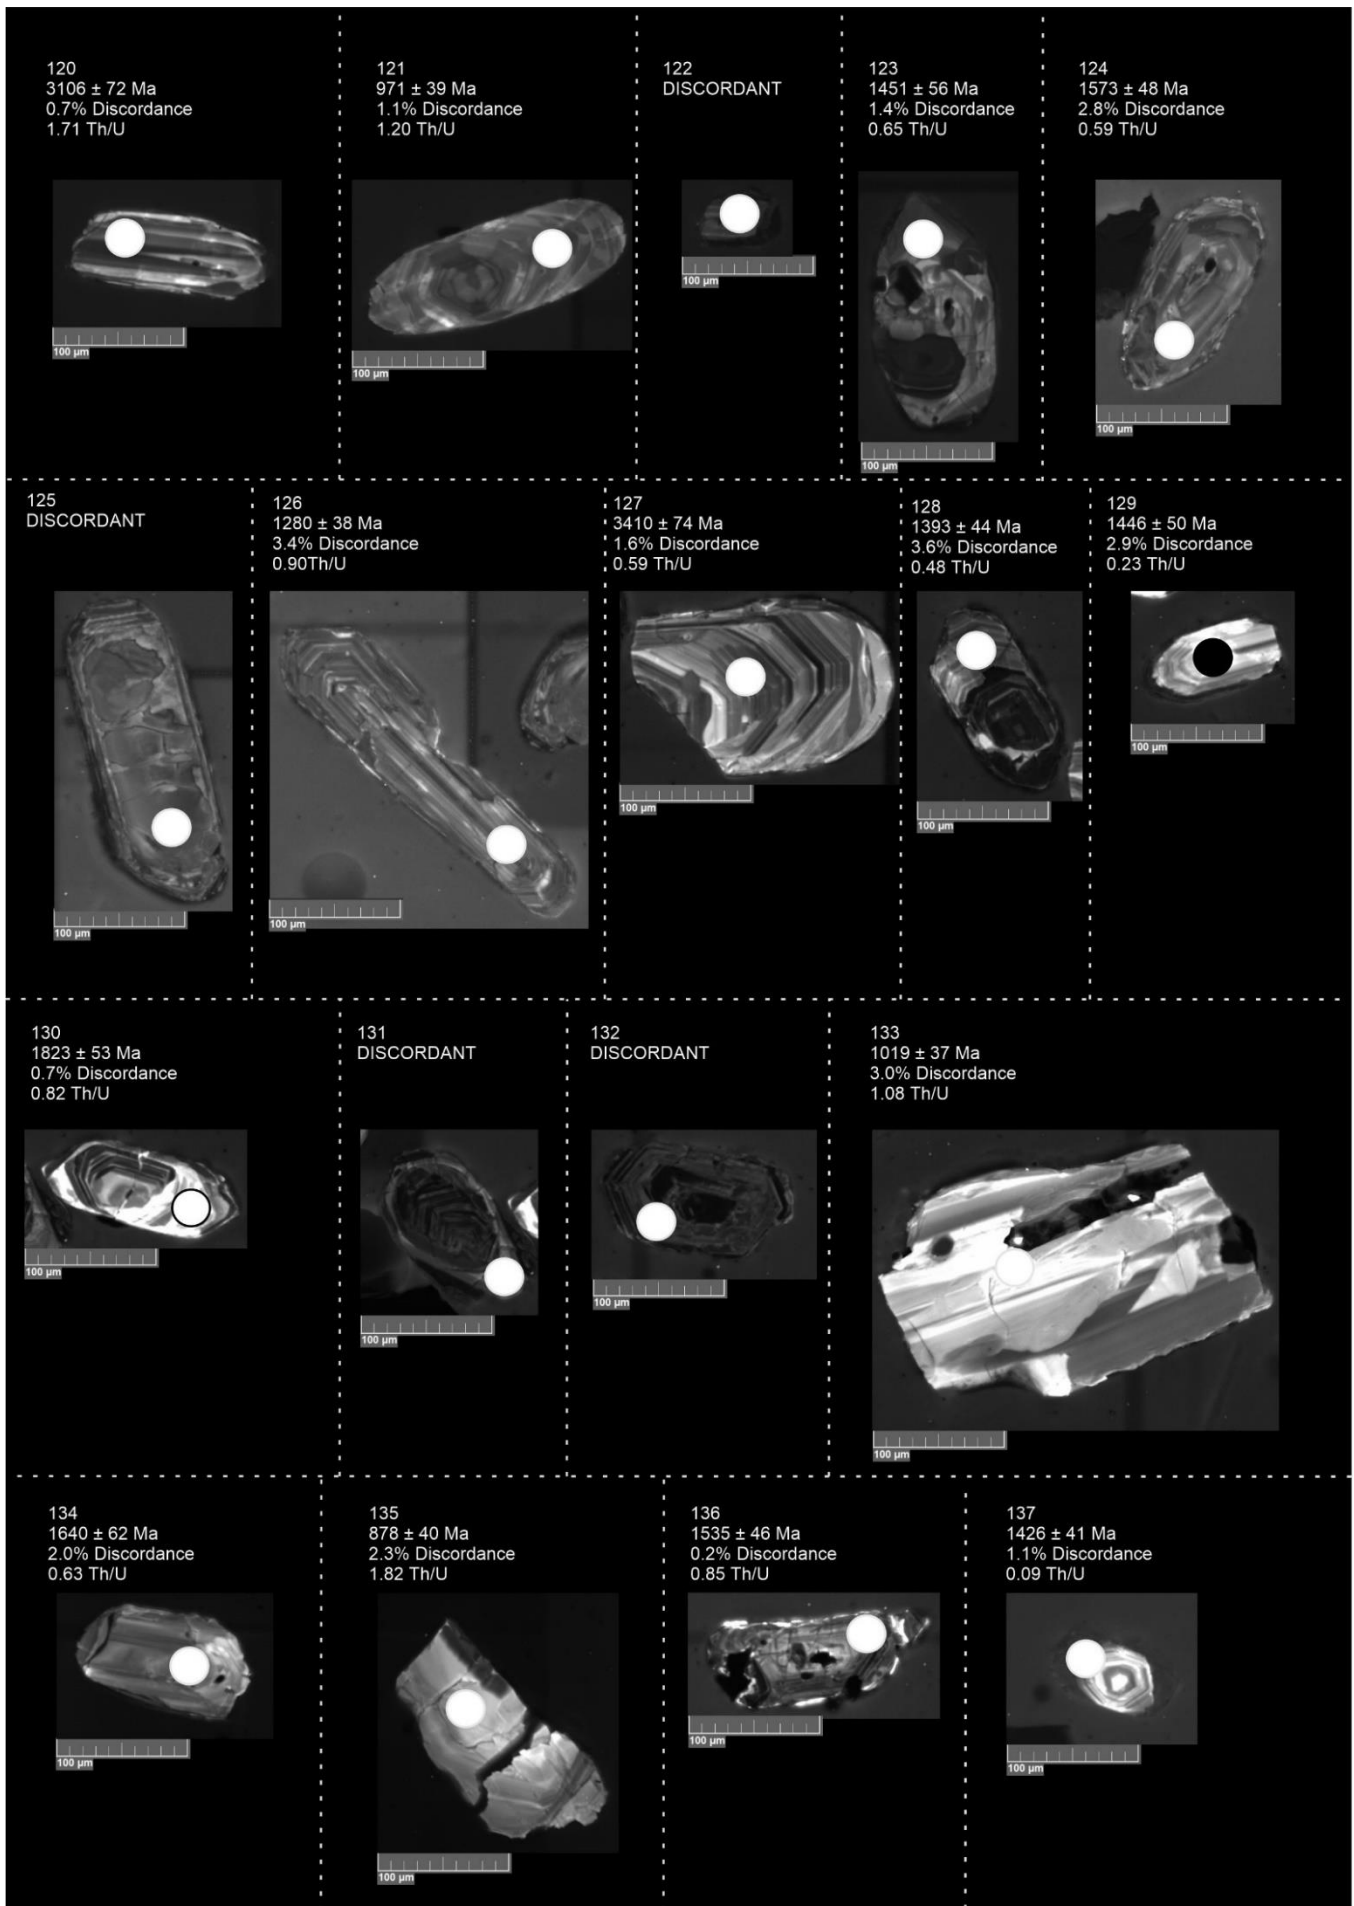 120
3106 ± 72 Ma
0.7% Discordance
1.71 Th/U
100 µm
121
971 ± 39 Ma
1.1% Discordance
1.20 Th/U
100 µm
122
DISCORDANT
100 µm
123
1451 ± 56 Ma
1.4% Discordance
0.65 Th/U
100 µm
124
1573 ± 48 Ma
2.8% Discordance
0.59 Th/U
100 µm
125
DISCORDANT
100 µm
126
1280 ± 38 Ma
3.4% Discordance
0.90Th/U
100 µm
127
3410 ± 74 Ma
1.6% Discordance
0.59 Th/U
100 µm
128
1393 ± 44 Ma
3.6% Discordance
0.48 Th/U
100 µm
129
1446 ± 50 Ma
2.9% Discordance
0.23 Th/U
100 µm
130
1823 ± 53 Ma
0.7% Discordance
0.82 Th/U
100 µm
131
DISCORDANT
100 µm
132
DISCORDANT
100 µm
133
1019 ± 37 Ma
3.0% Discordance
1.08 Th/U
100 µm
134
1640 ± 62 Ma
2.0% Discordance
0.63 Th/U
100 µm
135
878 ± 40 Ma
2.3% Discordance
1.82 Th/U
100 µm
136
1535 ± 46 Ma
0.2% Discordance
0.85 Th/U
100 µm
137
1426 ± 41 Ma
1.1% Discordance
0.09 Th/U
100 µm